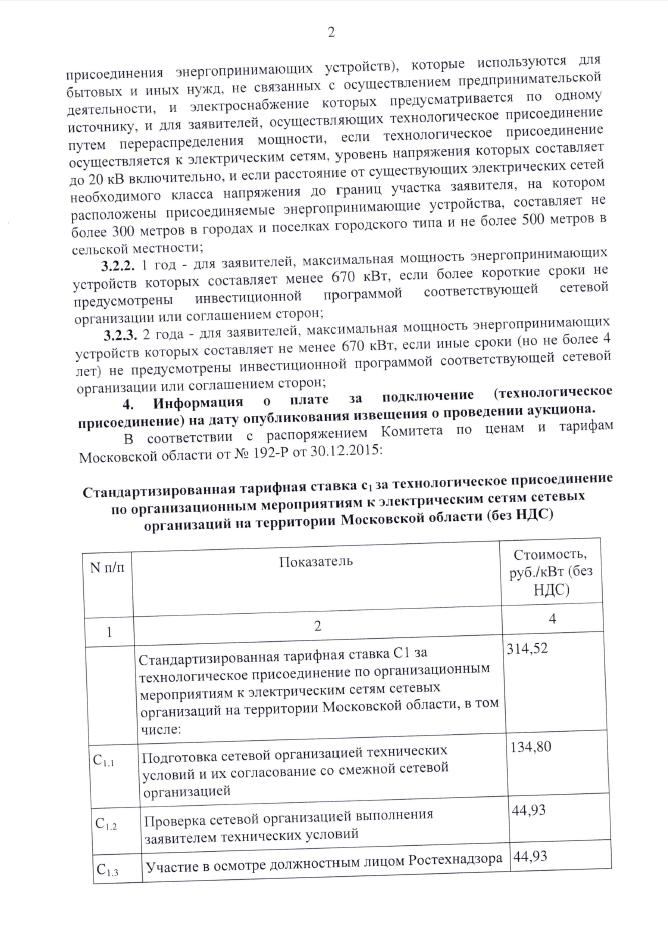 2
присоединения энергопринимающих устройств), которые используются для
бытовых и иных нужд, не связанных с осуществлением предпринимательской
деятельности, и электроснабжение которых предусматривается по одному
источнику, и для заявителей, осуществляющих технологическое присоединение
путем перераспределения мощности, если технологическое присоединение
осуществляется к электрическим сетям, уровень напряжения которых составляет
до 20 кВ включительно, и если расстояние от существующих электрических сетей
необходимого класса напряжения до границ участка заявителя, на котором
расположены присоединяемые энергопринимающие устройства, составляет не
более 300 метров в городах и поселках городского типа и не более 500 метров в
сельской местности;
3.2.2. 1 год - для заявителей, максимальная мощность энергопринимающих
устройств которых составляет менее 670 кВт, если более короткие сроки не
предусмотрены инвестиционной программой соответствующей сетевой
организации или соглашением сторон;
3.2.3. 2 года - для заявителей, максимальная мощность энергопринимающих
устройств которых составляет не менее 670 кВт, если иные сроки (но не более 4
лет) не предусмотрены инвестиционной программой соответствующей сетевой
организации или соглашением сторон;
4. Информация о плате за подключение (технологическое
присоединение) на дату опубликования извещения о проведении аукциона.
В соответствии с распоряжением Комитета по ценам и тарифам
Московской области от № 192-Р от 30.12.2015:
Стандартизированная тарифная ставка с1 за технологическое присоединение
по организационным мероприятиям к электрическим сетям сетевых
организаций на территории Московской области (без НДС)
N п/п
Показатель
Стоимость,
руб./кВт (без
НДС)
1
2
4
Стандартизированная тарифная ставка С1 за
технологическое присоединение по организационным
мероприятиям к электрическим сетям сетевых
организаций на территории Московской области, в том
числе:
314,52
С1.1
Подготовка сетевой организацией технических
условий и их согласование со смежной сетевой
организацией
134,80
С1.2
Проверка сетевой организацией выполнения
заявителем технических условий
44,93
С1.3
Участие в осмотре должностным лицом Ростехнадзора
44,93